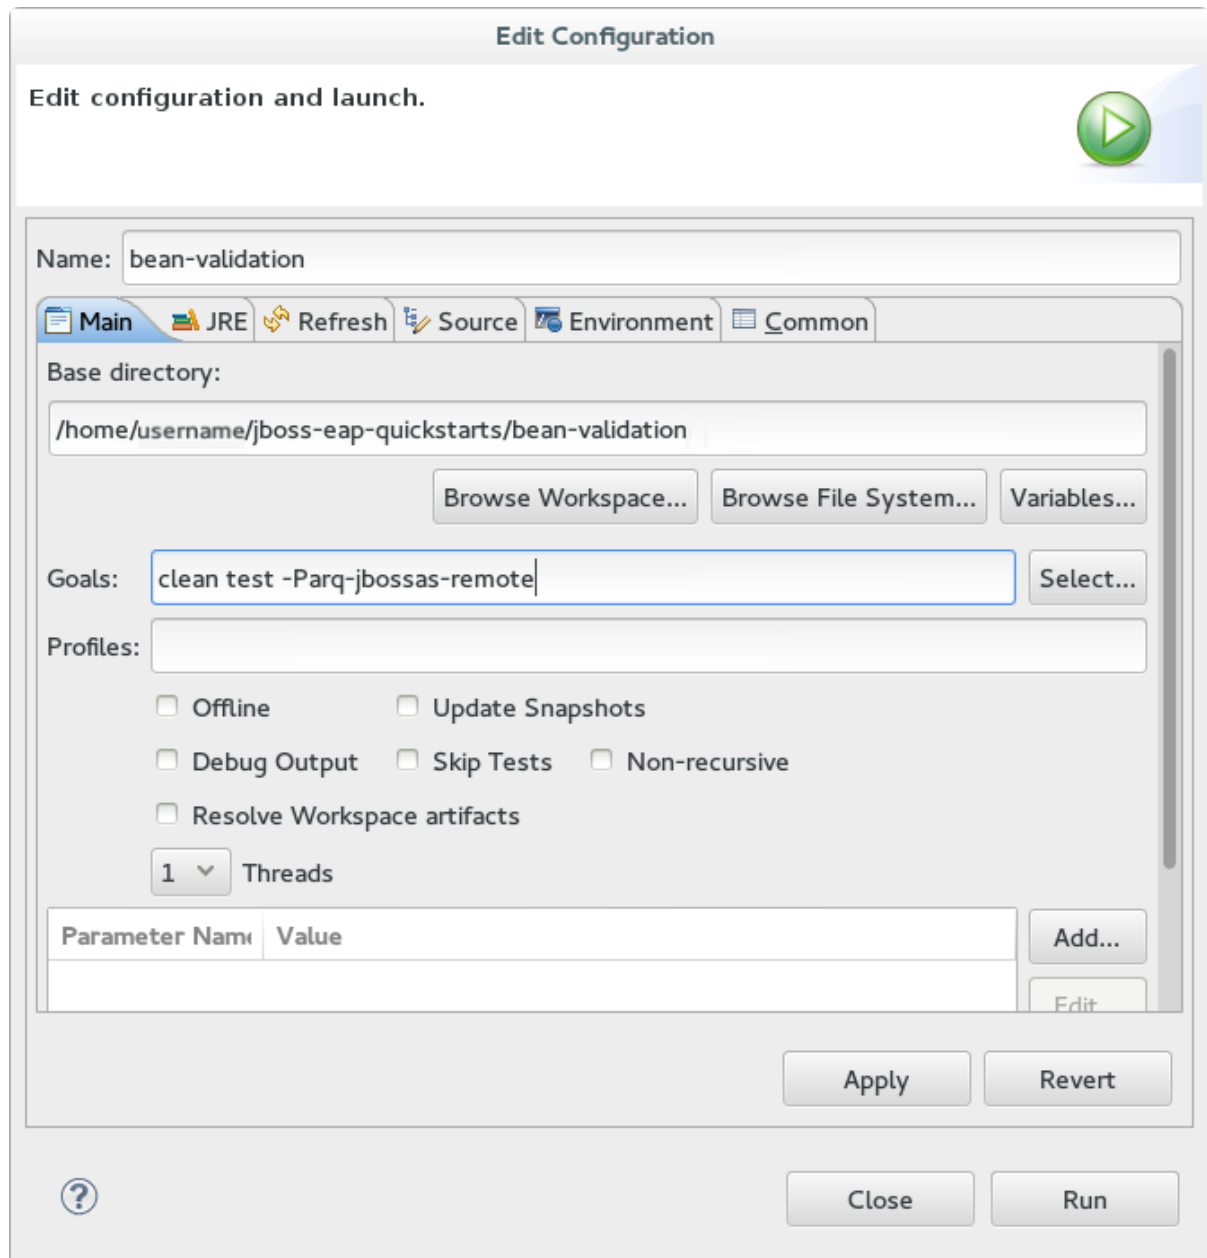 Edit Configuration
Edit configuration and launch.
Name: bean-validation
Main JRE Refresh Source Environment Common
Base directory:
/home/username/jboss-eap-quickstarts/bean-validation
Browse Workspace... Browse File System... Variables...
Goals: clean test -Parq-jbossas-remote Select...
Profiles:
Offline Update Snapshots
Debug Output Skip Tests Non-recursive
Resolve Workspace artifacts
1 Threads
Parameter Name Value Add...
Edit
Apply Revert
? Close Run